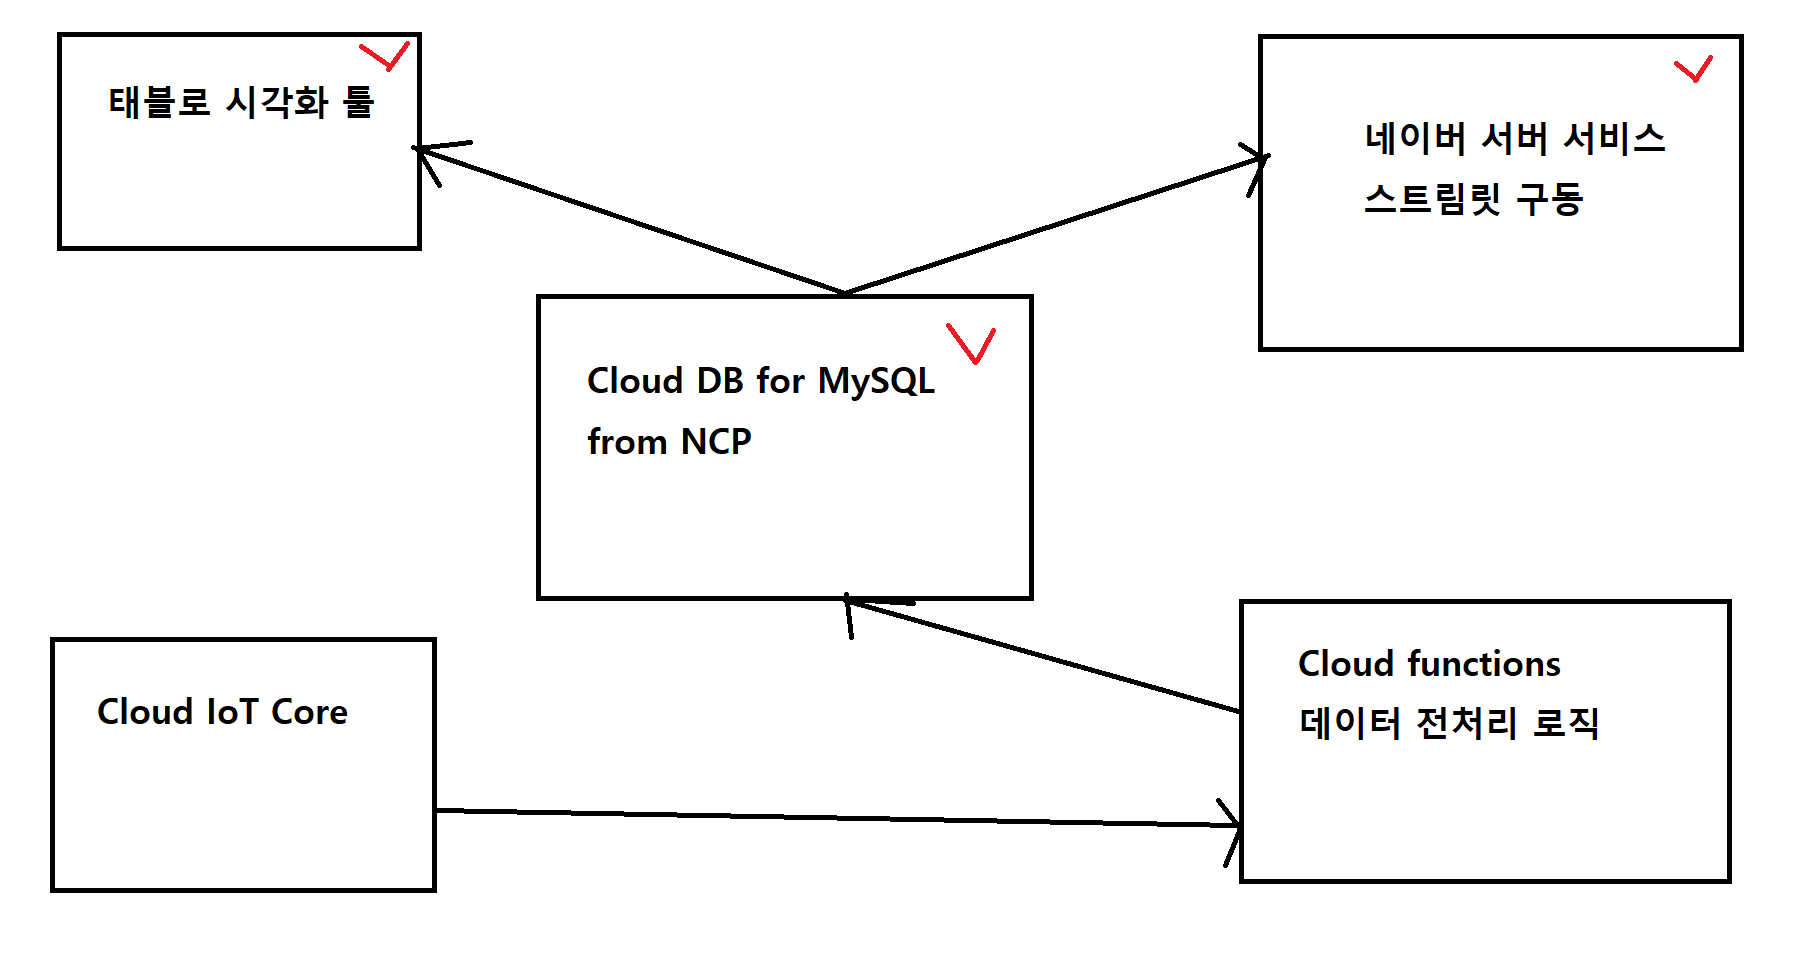 태블로 시각화 툴
네이버 서버 서비스
스트림릿 구동
Cloud DB for MySQL
from NCP
Cloud IoT Core
Cloud functions
데이터 전처리 로직